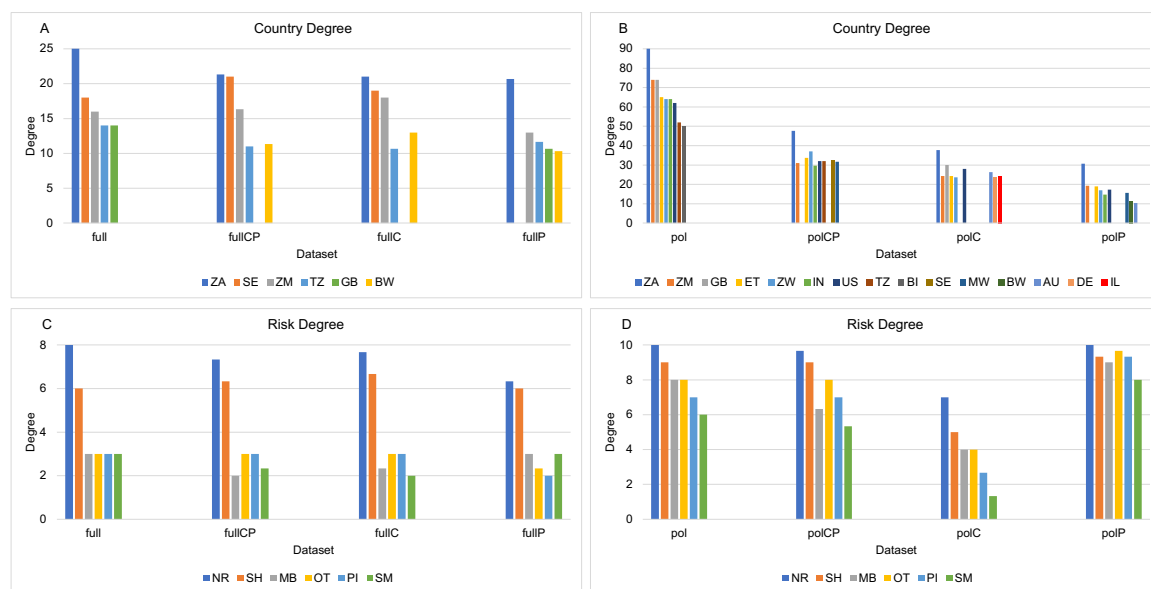 A
Country Degree
25
20
15
10
5
0
Degree
full
fullCP
fullC
fullP
Dataset
ZA SE ZM TZ GB BW
B
Country Degree
90
80
70
60
50
40
30
20
10
0
Degree
pol
polCP
polC
polP
Dataset
ZA ZM GB ET ZW IN US TZ BI SE MW BW AU DE IL
C
Risk Degree
8
6
4
2
0
Degree
full
fullCP
fullC
fullP
Dataset
NR SH MB OT PI SM
D
Risk Degree
10
8
6
4
2
0
Degree
pol
polCP
polC
polP
Dataset
NR SH MB OT PI SM